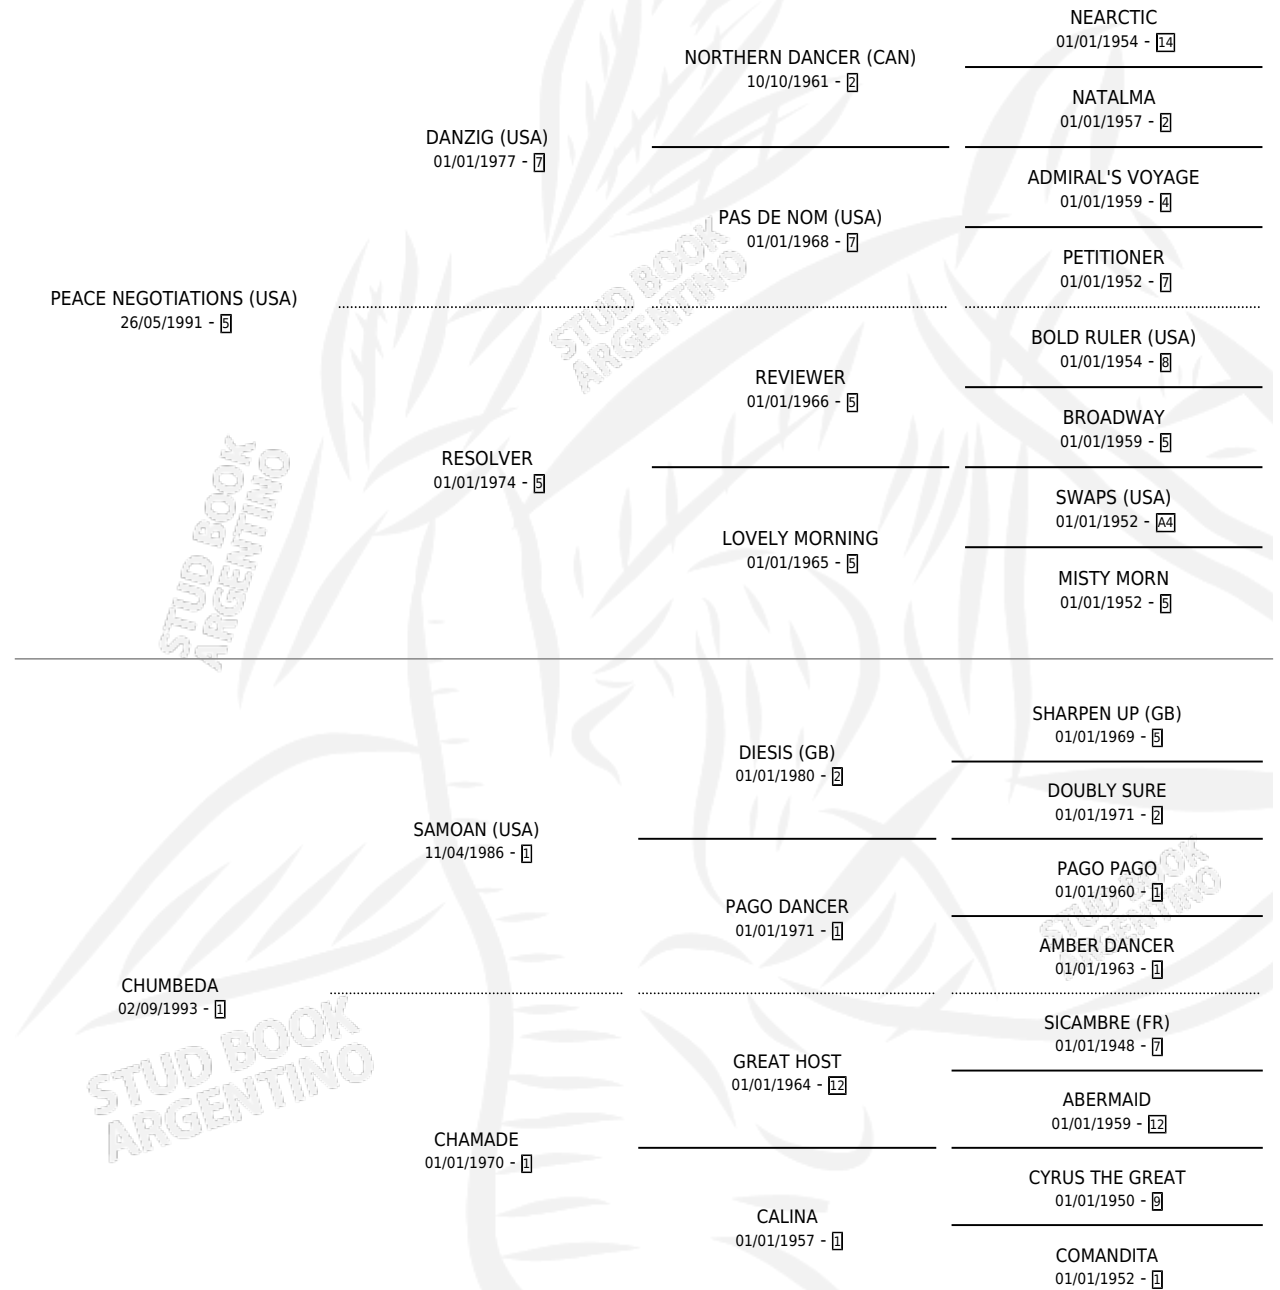 NEARCTIC
01/01/1954 - 14
NORTHERN DANCER (CAN)
10/10/1961 - 2
NATALMA
01/01/1957 - 2
DANZIG (USA)
01/01/1977 - 7
ADMIRAL'S VOYAGE
01/01/1959 - 4
PAS DE NOM (USA)
01/01/1968 - 7
PETITIONER
01/01/1952 - 7
PEACE NEGOTIATIONS (USA)
26/05/1991 - 5
STUD BOOK
ARGENTINO
BOLD RULER (USA)
01/01/1954 - 8
REVIEWER
01/01/1966 - 5
BROADWAY
01/01/1959 - 5
RESOLVER
01/01/1974 - 5
SWAPS (USA)
01/01/1952 - A4
LOVELY MORNING
01/01/1965 - 5
MISTY MORN
01/01/1952 - 5
STUD BOOK
ARGENTINO
SHARPEN UP (GB)
01/01/1969 - 5
DIESIS (GB)
01/01/1980 - 2
DOUBLY SURE
01/01/1971 - 2
SAMOAN (USA)
11/04/1986 - 1
PAGO PAGO
01/01/1960 - 1
PAGO DANCER
01/01/1971 - 1
AMBER DANCER
01/01/1963 - 1
STUD BOOK
ARGENTINO
CHUMBEDA
02/09/1993 - 1
SICAMBRE (FR)
01/01/1948 - 7
GREAT HOST
01/01/1964 - 12
ABERMAID
01/01/1959 - 12
STUD BOOK
ARGENTINO
CHAMADE
01/01/1970 - 1
CYRUS THE GREAT
01/01/1950 - 9
CALINA
01/01/1957 - 1
COMANDITA
01/01/1952 - 1